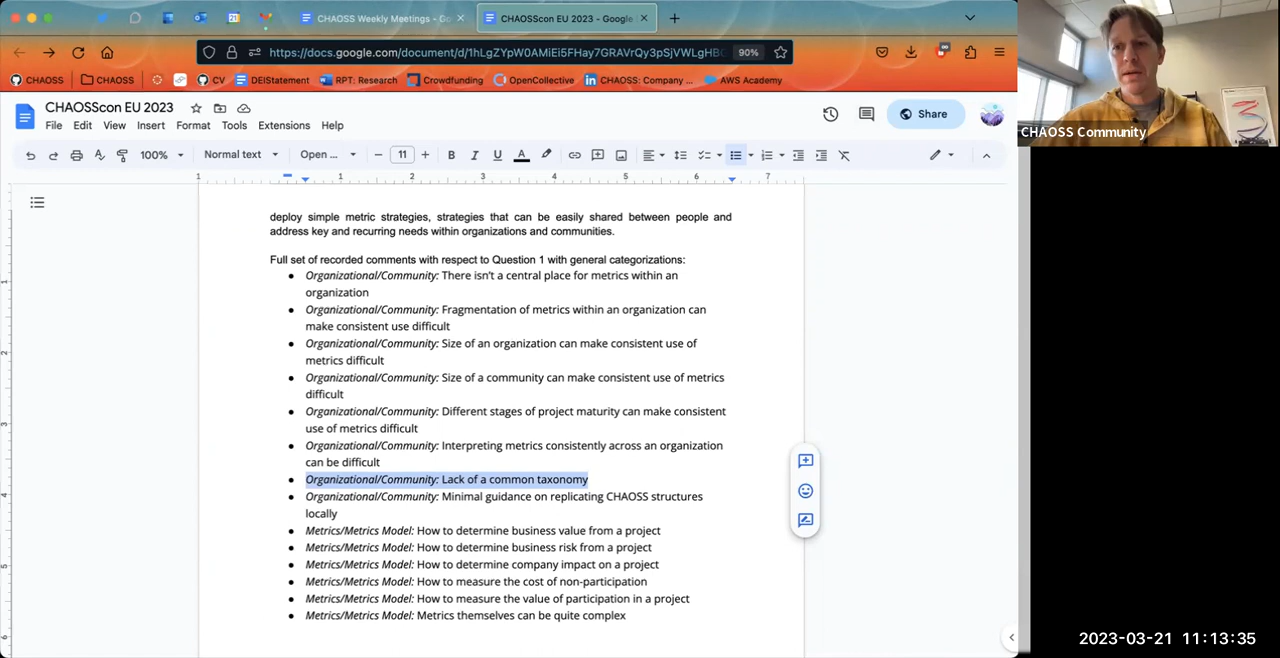 CHAOSS Weekly Meetings - Go
CHAOSScon EU 2023 - Google
https://docs.google.com/document/d/1hLgZYpW0AMiEi5FHay7GRAVrQy3pSjVWLgHBC
90%
CHAOSS
CHAOSS
CV
DEIStatement
RPT: Research
Crowdfunding
OpenCollective
CHAOSS: Company ...
AWS Academy
CHAOSScon EU 2023
Share
File Edit View Insert Format Tools Extensions Help
100% Normal text Open ... 11
1 1 2 3 4 5 6 7
deploy simple metric strategies, strategies that can be easily shared between people and
address key and recurring needs within organizations and communities.
Full set of recorded comments with respect to Question 1 with general categorizations:
● Organizational/Community: There isn't a central place for metrics within an
organization
● Organizational/Community: Fragmentation of metrics within an organization can
make consistent use difficult
● Organizational/Community: Size of an organization can make consistent use of
metrics difficult
● Organizational/Community: Size of a community can make consistent use of metrics
difficult
● Organizational/Community: Different stages of project maturity can make consistent
use of metrics difficult
● Organizational/Community: Interpreting metrics consistently across an organization
can be difficult
● Organizational/Community: Lack of a common taxonomy
● Organizational/Community: Minimal guidance on replicating CHAOSS structures
locally
● Metrics/Metrics Model: How to determine business value from a project
● Metrics/Metrics Model: How to determine business risk from a project
● Metrics/Metrics Model: How to determine company impact on a project
● Metrics/Metrics Model: How to measure the cost of non-participation
● Metrics/Metrics Model: How to measure the value of participation in a project
● Metrics/Metrics Model: Metrics themselves can be quite complex
CHAOSS Community
2023-03-21 11:13:35